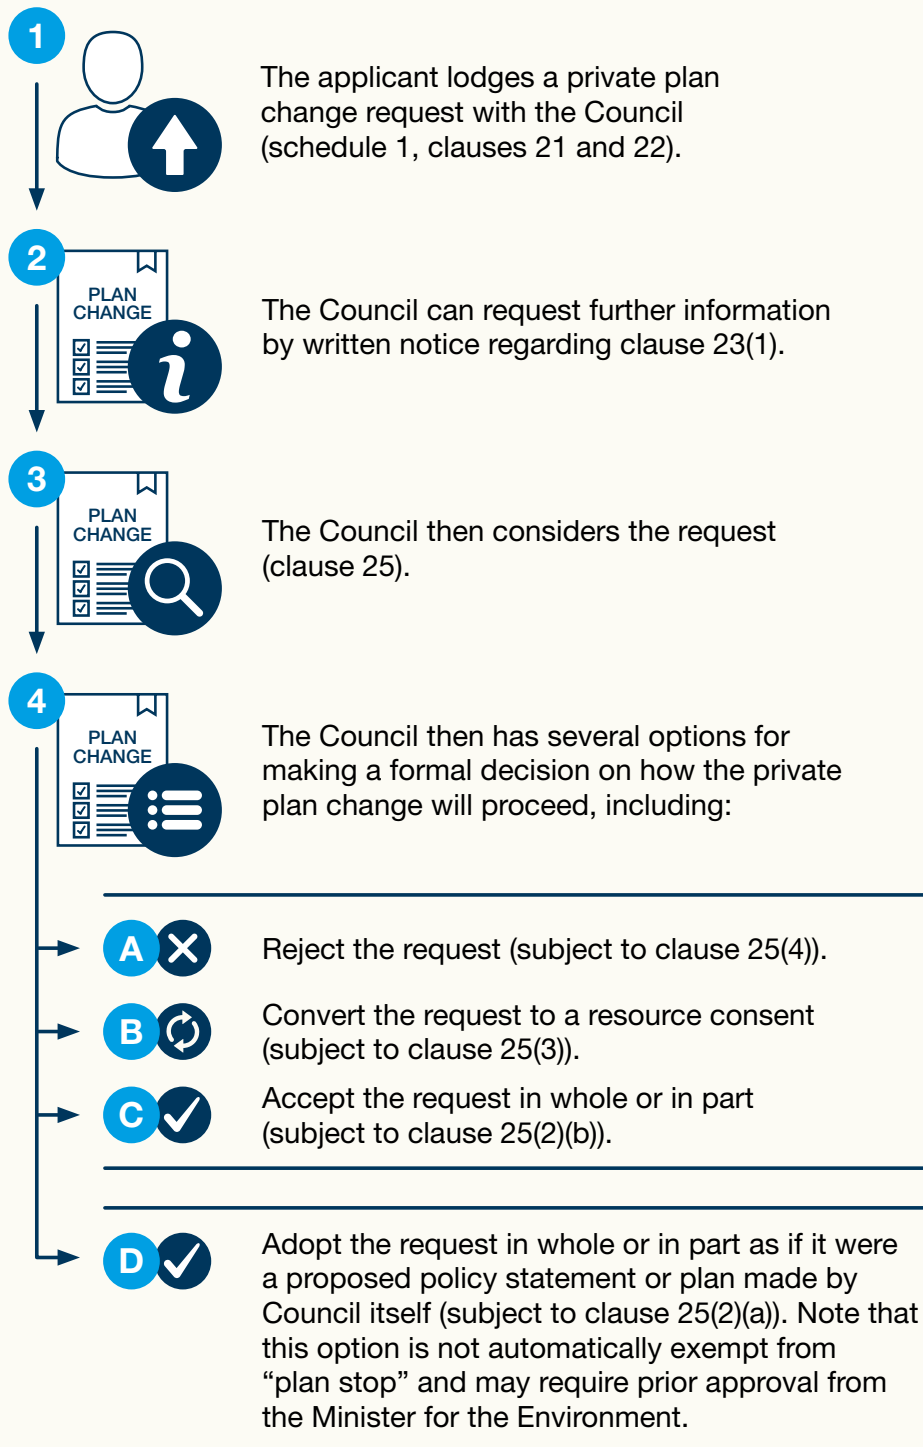 1
The applicant lodges a private plan
change request with the Council
(schedule 1, clauses 21 and 22).
2
PLAN
CHANGE
i
The Council can request further information
by written notice regarding clause 23(1).
3
PLAN
CHANGE
The Council then considers the request
(clause 25).
4
PLAN
CHANGE
The Council then has several options for
making a formal decision on how the private
plan change will proceed, including:
A
Reject the request (subject to clause 25(4)).
B
Convert the request to a resource consent
(subject to clause 25(3)).
C
Accept the request in whole or in part
(subject to clause 25(2)(b)).
D
Adopt the request in whole or in part as if it were
a proposed policy statement or plan made by
Council itself (subject to clause 25(2)(a)). Note that
this option is not automatically exempt from
“plan stop” and may require prior approval from
the Minister for the Environment.